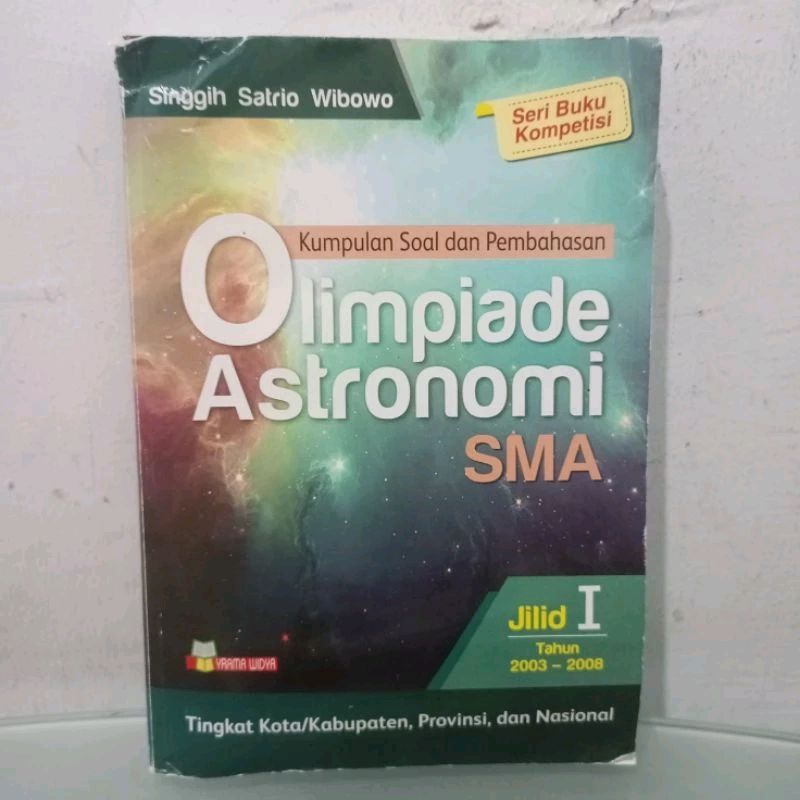 Singgih Satrio Wibowo
Seri Buku
Kompetisi
Kumpulan Soal dan Pembahasan
Olimpiade
Astronomi
SMA
Jilid I
Tahun
2003 - 2008
YRAMA WIDYA
Tingkat Kota/Kabupaten, Provinsi, dan Nasional